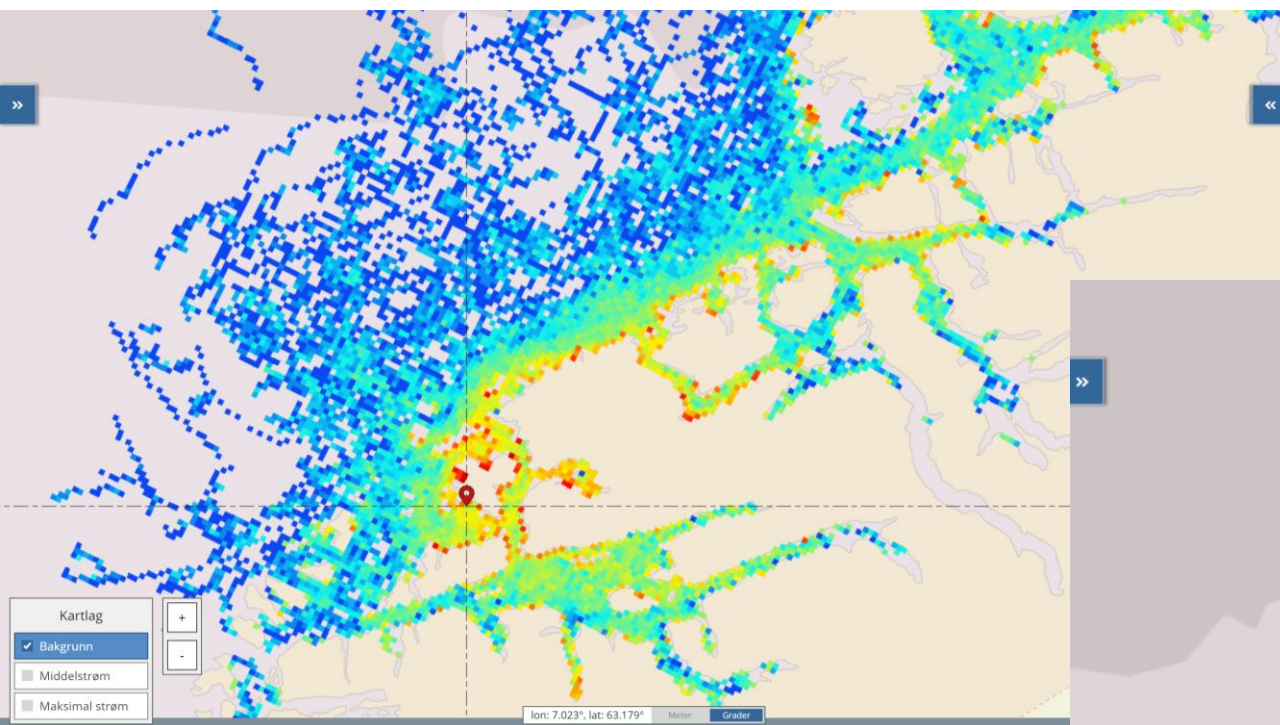 »
«
»
Kartlag
+
Bakgrunn
-
Middelstrøm
Maksimal strøm
lon: 7.023°, lat: 63.179°
Meter
Grader